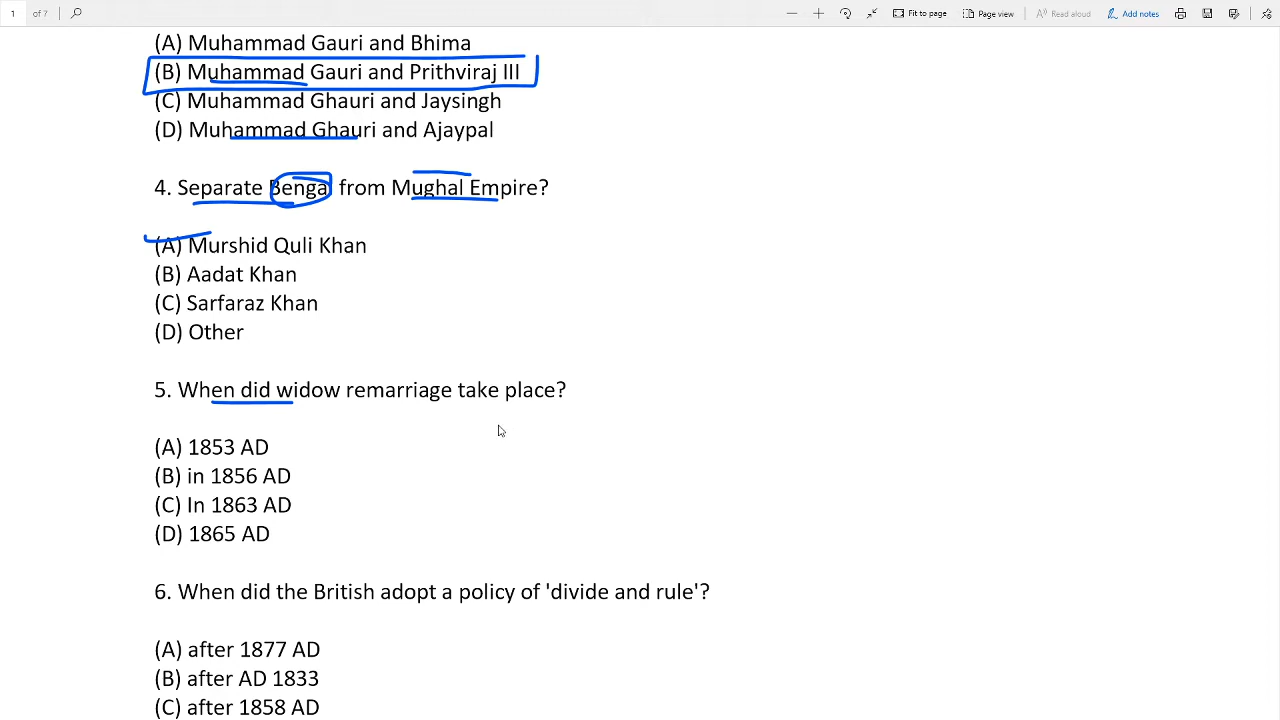 1 of 7 Fit to page Page view Read aloud Add notes
(A) Muhammad Gauri and Bhima
(B) Muhammad Gauri and Prithviraj III
(C) Muhammad Ghauri and Jaysingh
(D) Muhammad Ghauri and Ajaypal
4. Separate Bengal from Mughal Empire?
(A) Murshid Quli Khan
(B) Aadat Khan
(C) Sarfaraz Khan
(D) Other
5. When did widow remarriage take place?
(A) 1853 AD
(B) in 1856 AD
(C) In 1863 AD
(D) 1865 AD
6. When did the British adopt a policy of 'divide and rule'?
(A) after 1877 AD
(B) after AD 1833
(C) after 1858 AD